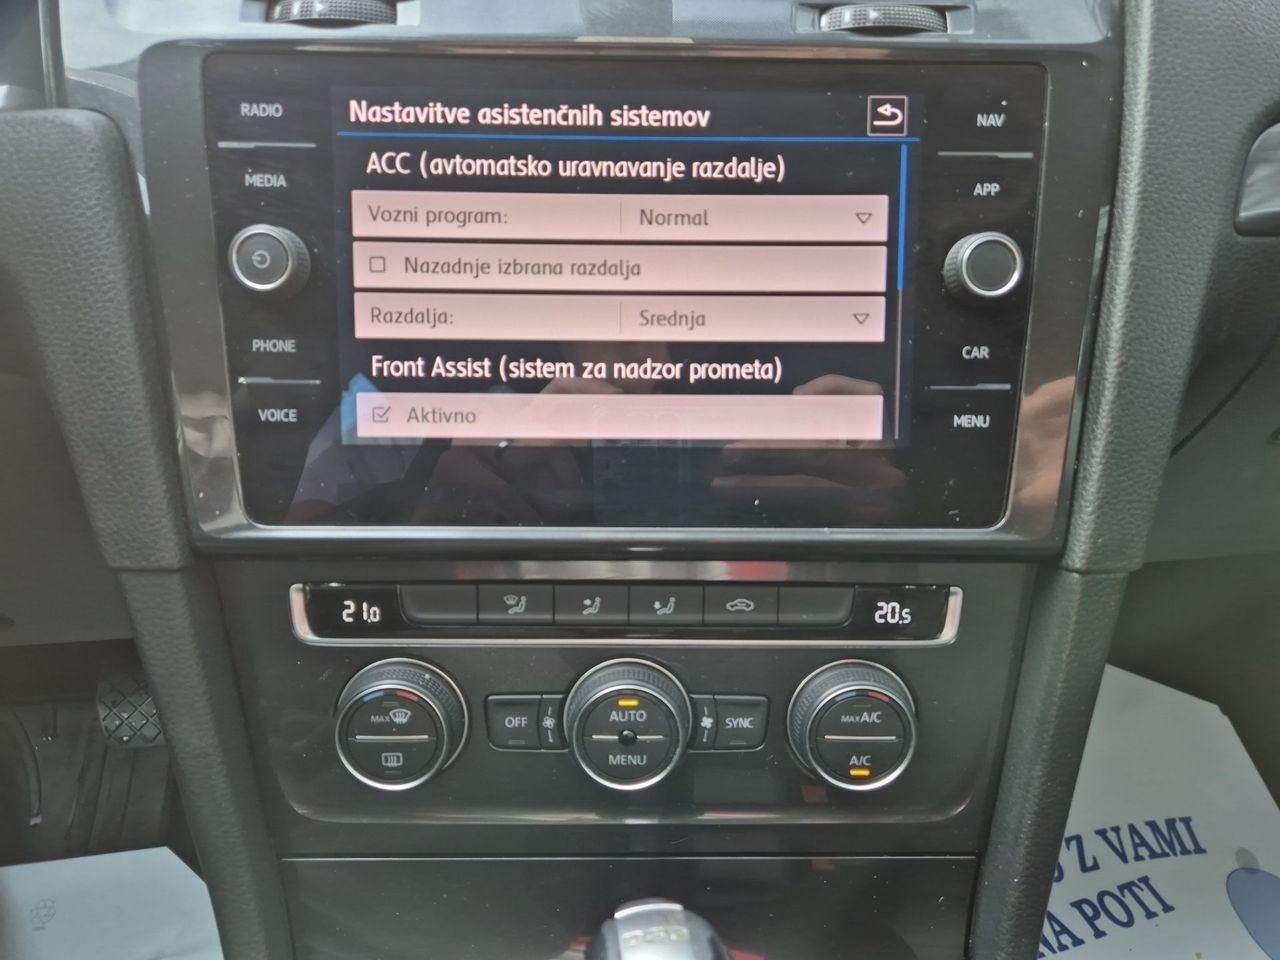 RADIO
MEDIA
PHONE
VOICE
Nastavitve asistenčnih sistemov
ACC (avtomatsko uravnavanje razdalje)
Vozni program: Normal
Nazadnje izbrana razdalja
Razdalja: Srednja
Front Assist (sistem za nadzor prometa)
Aktivno
NAV
APP
CAR
MENU
21.0
20.5
MAX
OFF
AUTO
MENU
SYNC
MAX A/C
A/C
Z VAMI
NA POTI